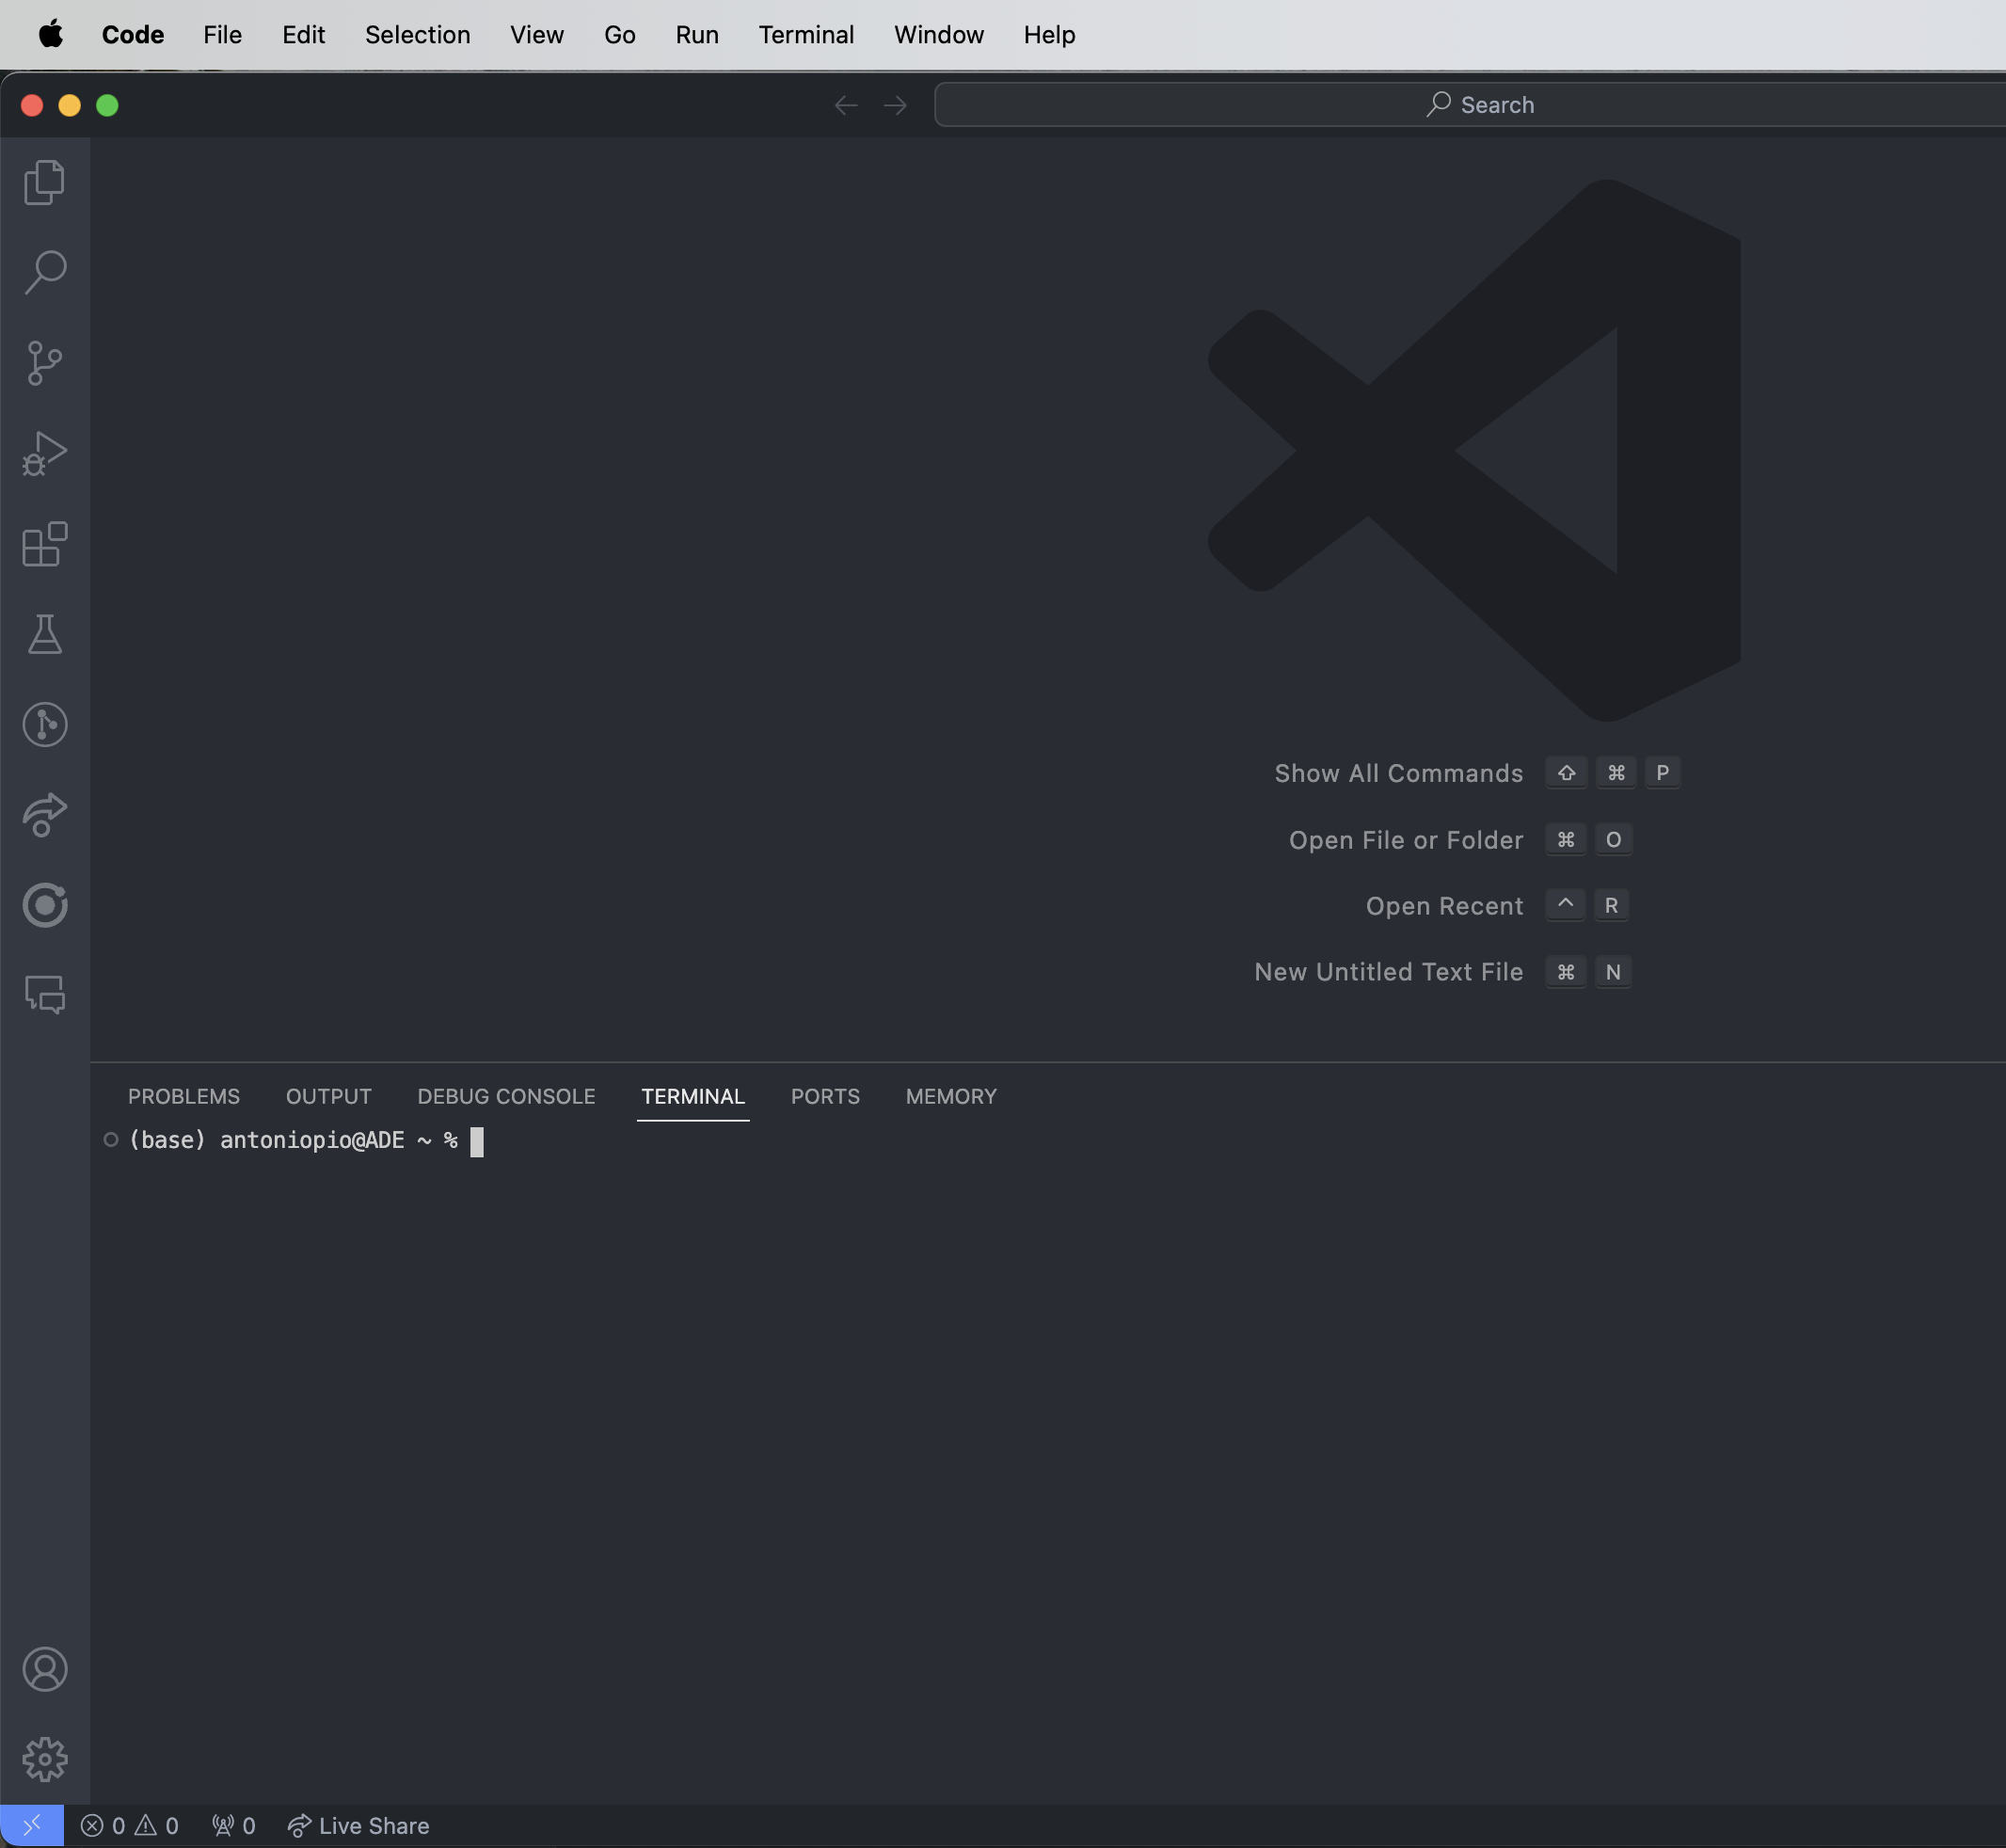 Code File Edit Selection View Go Run Terminal Window Help
Search
Show All Commands ⇧ ⌘ P
Open File or Folder ⌘ O
Open Recent ^ R
New Untitled Text File ⌘ N
PROBLEMS OUTPUT DEBUG CONSOLE TERMINAL PORTS MEMORY
(base) antoniopio@ADE ~ %
0 0 0 Live Share